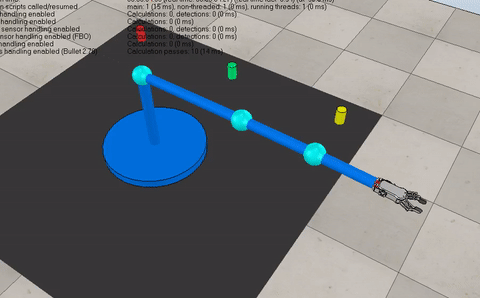 n scripts called/resumed main: 1 (15 ms), non-threaded: 1 (0 ms), running threads: 1 (0 ms)
handling enabled Calculations: 0, detections: 0 (0 ms)
handling enabled Calculations: 0 (0 ms)
sensor handling enabled Calculations: 0, detections: 0 (0 ms)
sor handling enabled (FBO) Calculations: 0, detections: 0 (0 ms)
andling enabled Calculations: 0 (0 ms)
s handling enabled (Bullet 2.78) Calculation passes: 10 (14 ms)